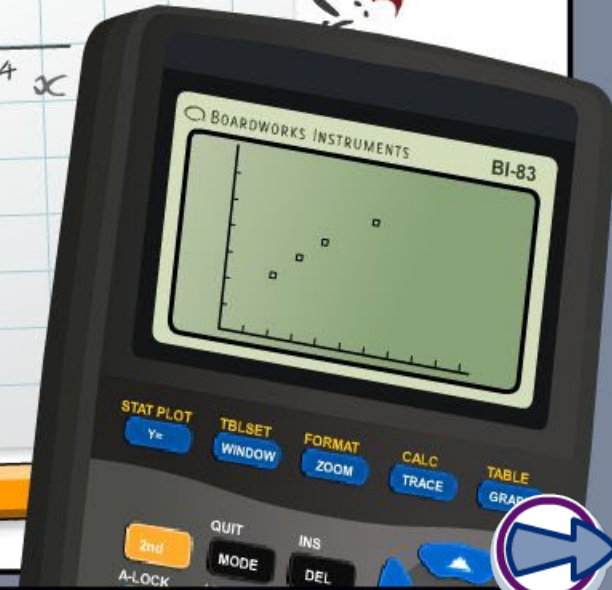 4 x
BOARDWORKS INSTRUMENTS
BI-83
STAT PLOT
TBLSET
FORMAT
CALC
TABLE
Y=
WINDOW
ZOOM
TRACE
QUIT
INS
2nd
MODE
DEL
A-LOCK